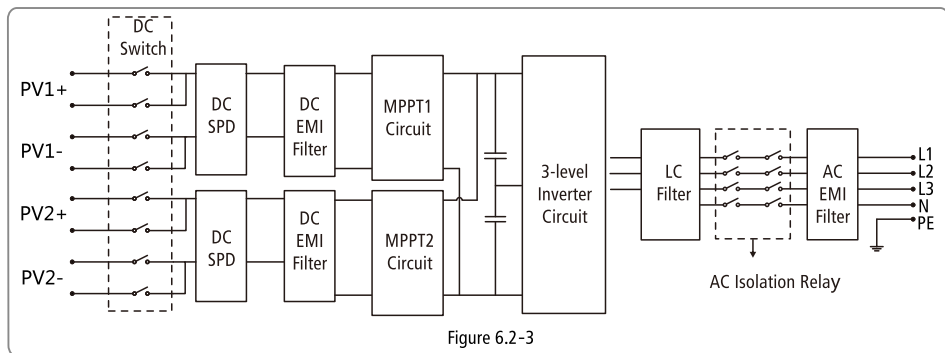 DC
Switch
PV1+
PV1-
PV2+
PV2-
DC
SPD
DC
SPD
DC
EMI
Filter
DC
EMI
Filter
MPPT1
Circuit
MPPT2
Circuit
3-level
Inverter
Circuit
LC
Filter
AC Isolation Relay
AC
EMI
Filter
L1
L2
L3
N
PE
Figure 6.2-3